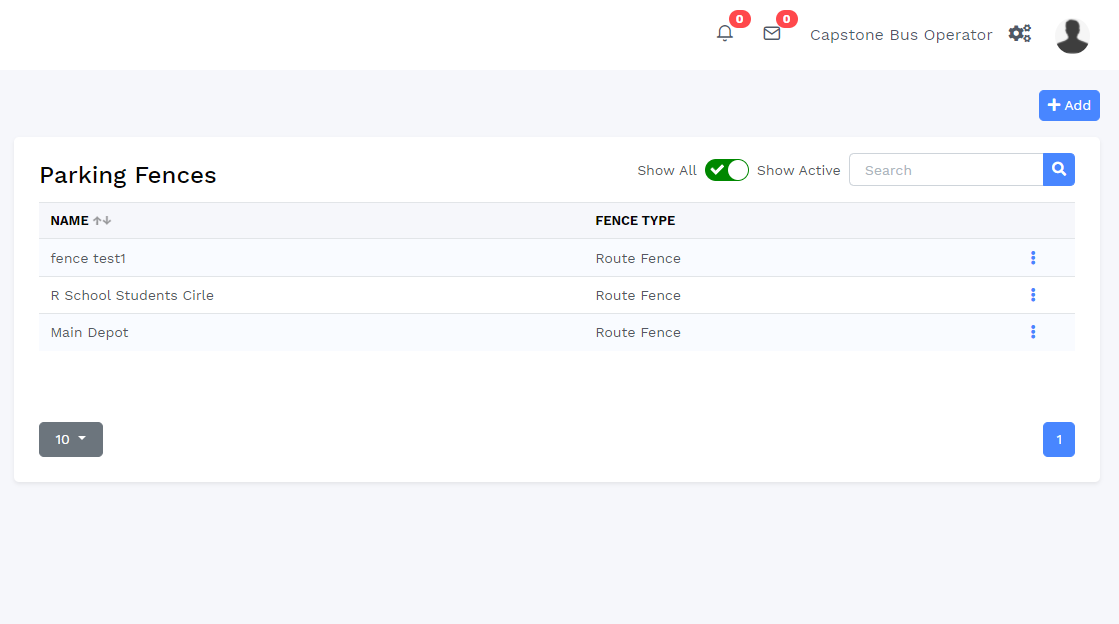 0 0 Capstone Bus Operator
Add
Parking Fences Show All Show Active Search
NAME FENCE TYPE
fence test1 Route Fence
R School Students Cirle Route Fence
Main Depot Route Fence
10 1